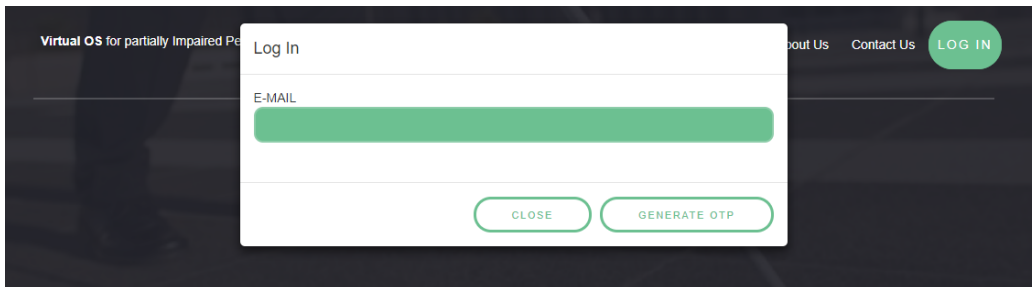 Virtual OS for partially Impaired Pe
Log In
bout Us
Contact Us
LOG IN
E-MAIL
CLOSE
GENERATE OTP